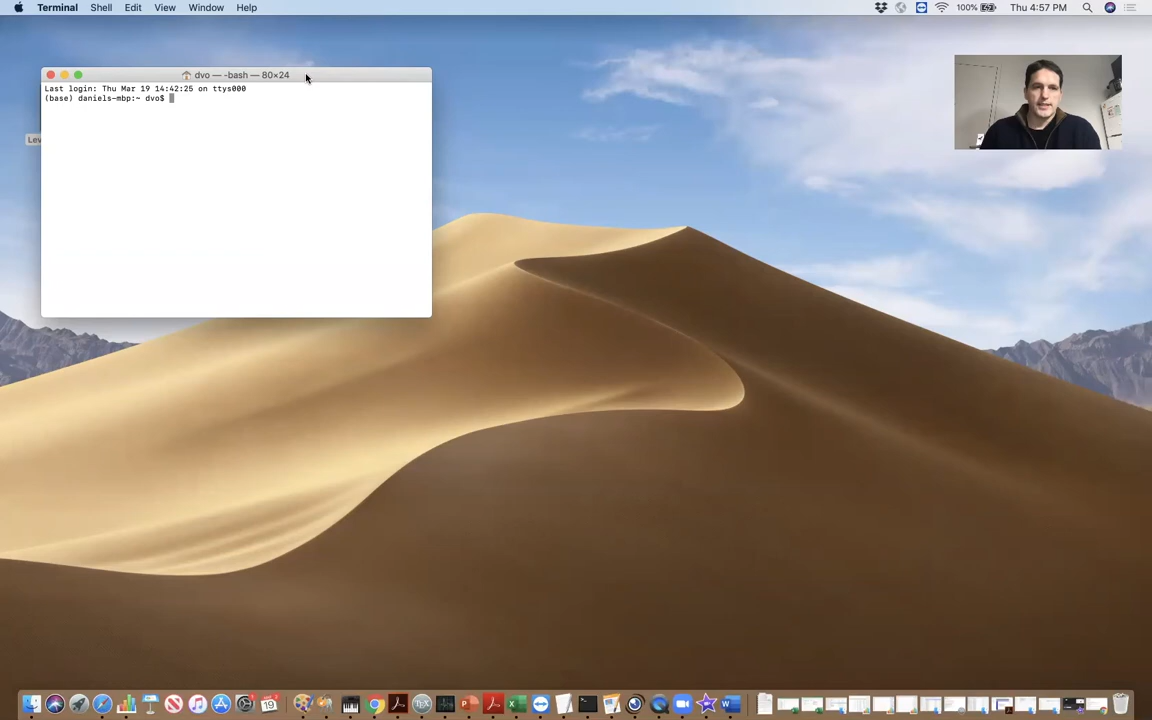 Terminal Shell Edit View Window Help 100% Thu 4:57 PM
dvo — -bash — 80×24
Last login: Thu Mar 19 14:42:25 on ttys000
(base) daniels-mbp:~ dvo$
Lev